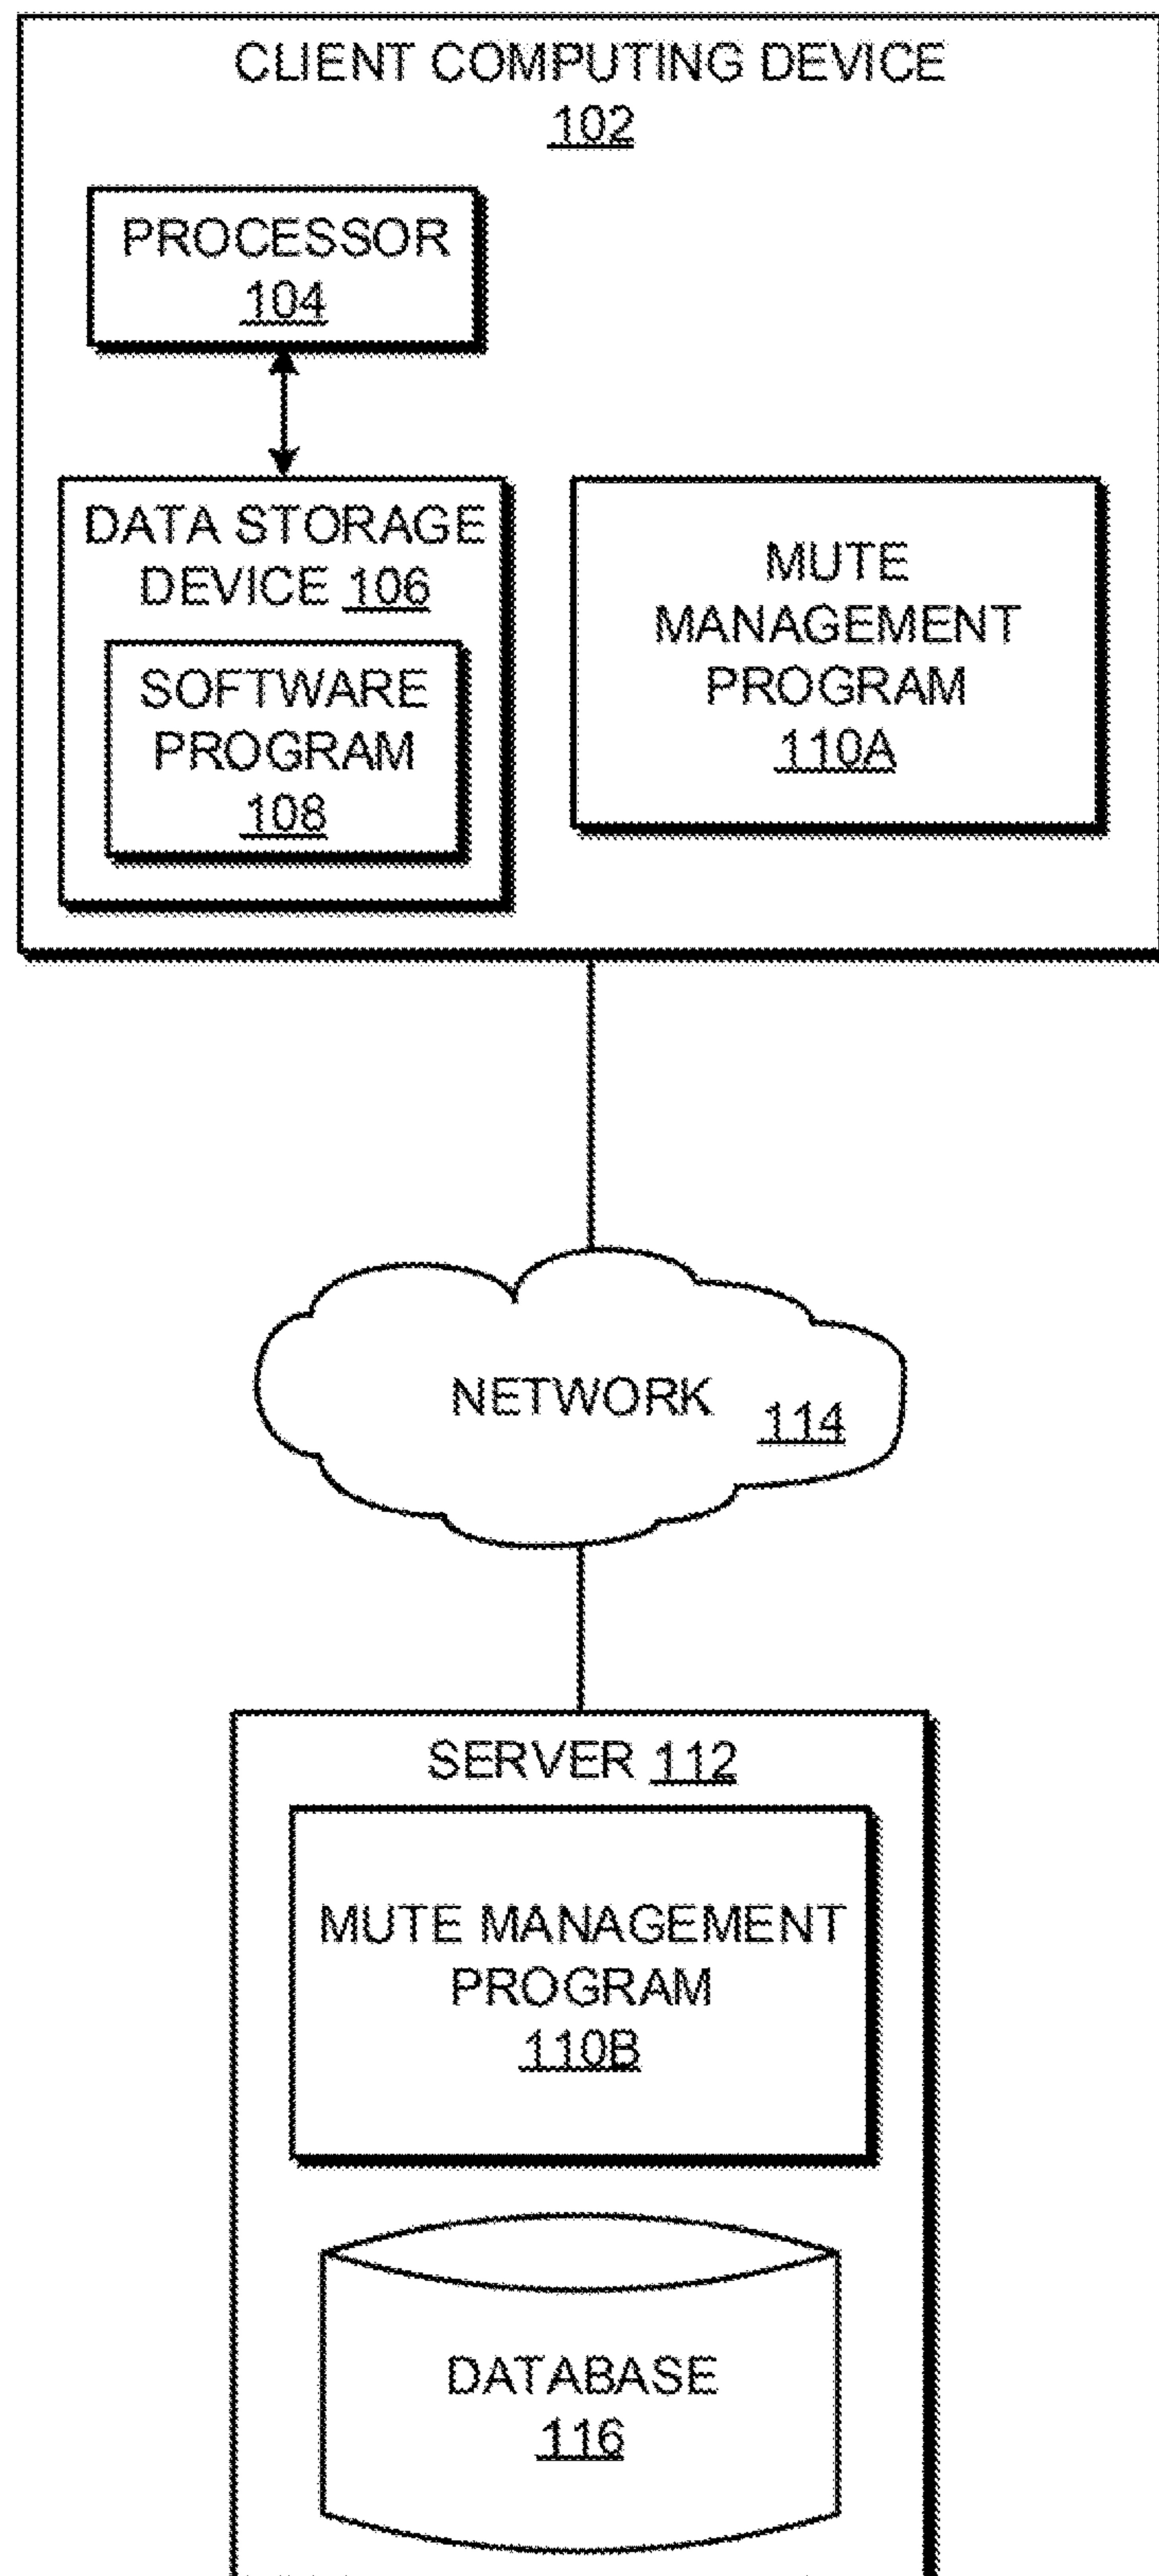 CLIENT COMPUTING DEVICE
102
PROCESSOR
104
DATA STORAGE
DEVICE 106
SOFTWARE
PROGRAM
108
MUTE
MANAGEMENT
PROGRAM
110A
NETWORK
114
SERVER 112
MUTE MANAGEMENT
PROGRAM
110B
DATABASE
116